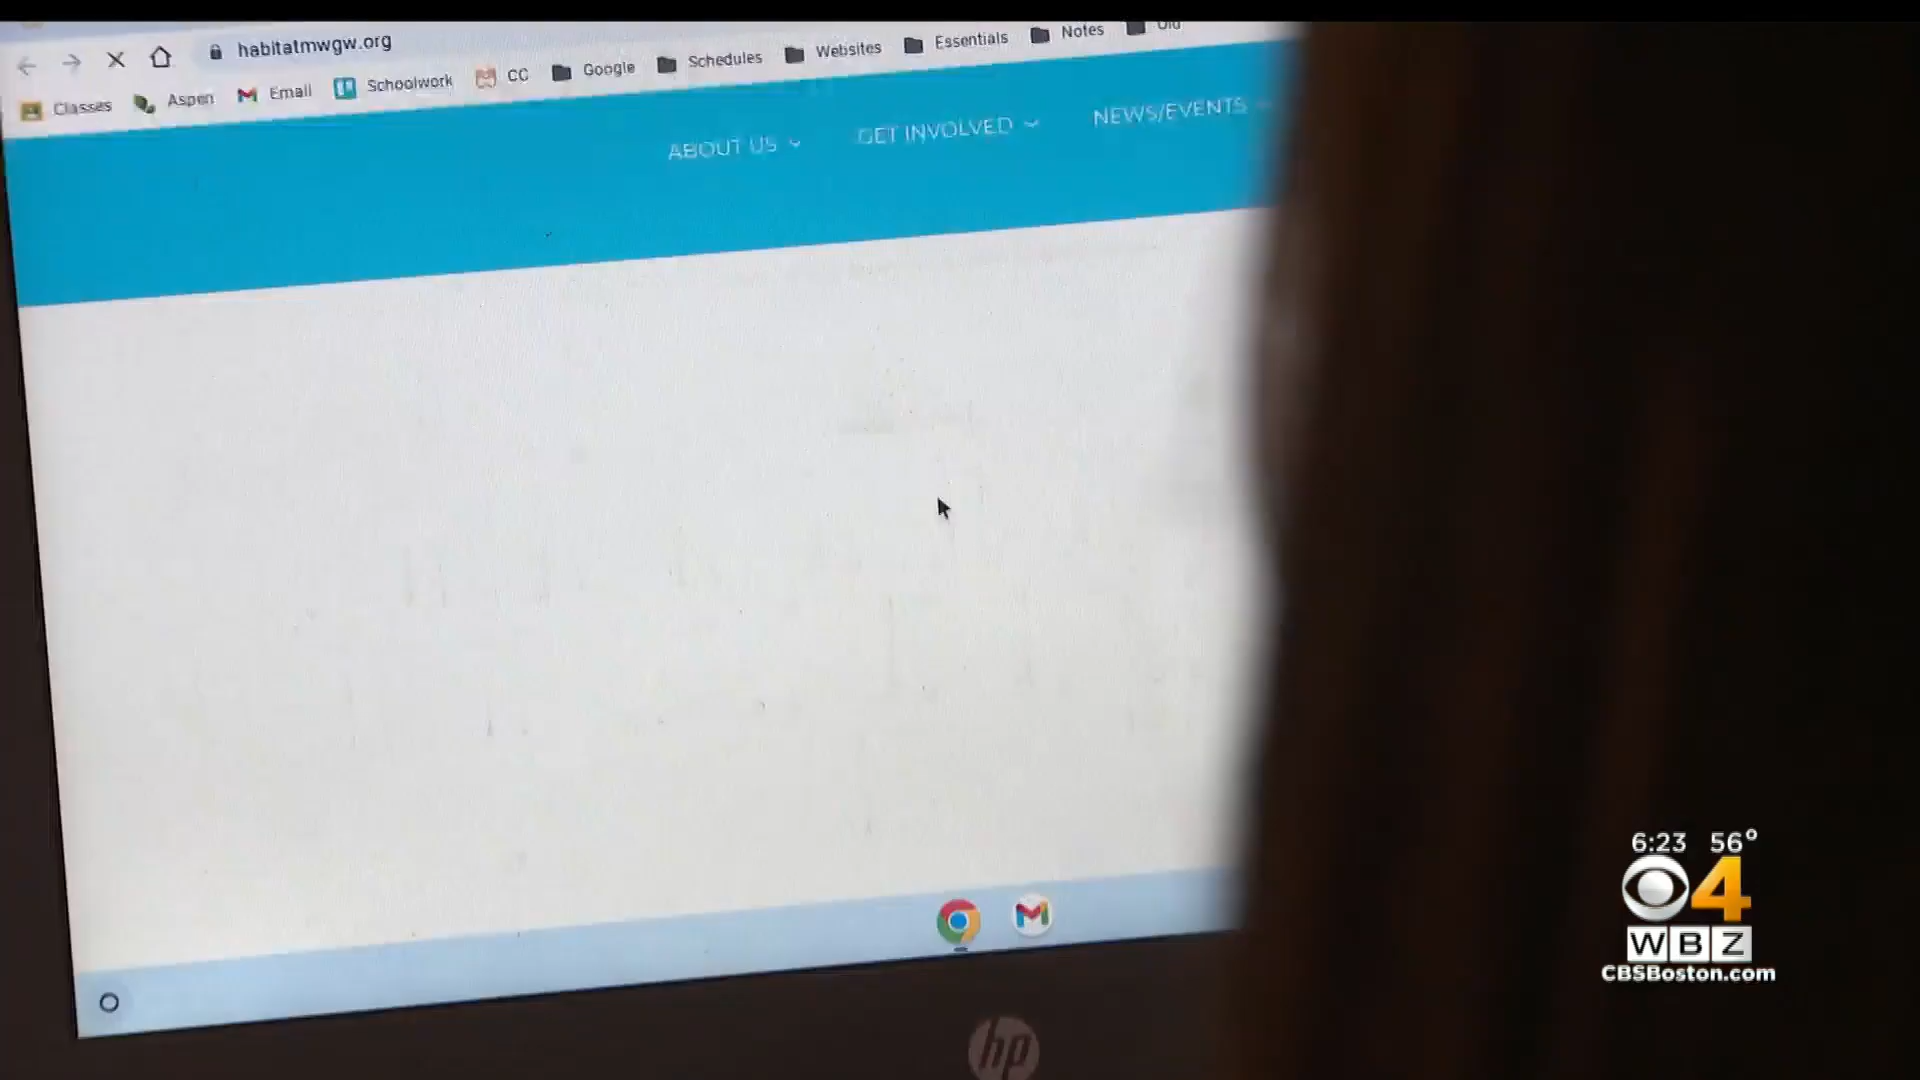 habitatmwgw.org
Classes Aspen Email Schoolwork CC Google Schedules Websites Essentials Notes Old
ABOUT US GET INVOLVED NEWS/EVENTS
6:23 56°
4
WBZ
CBSBoston.com
hp